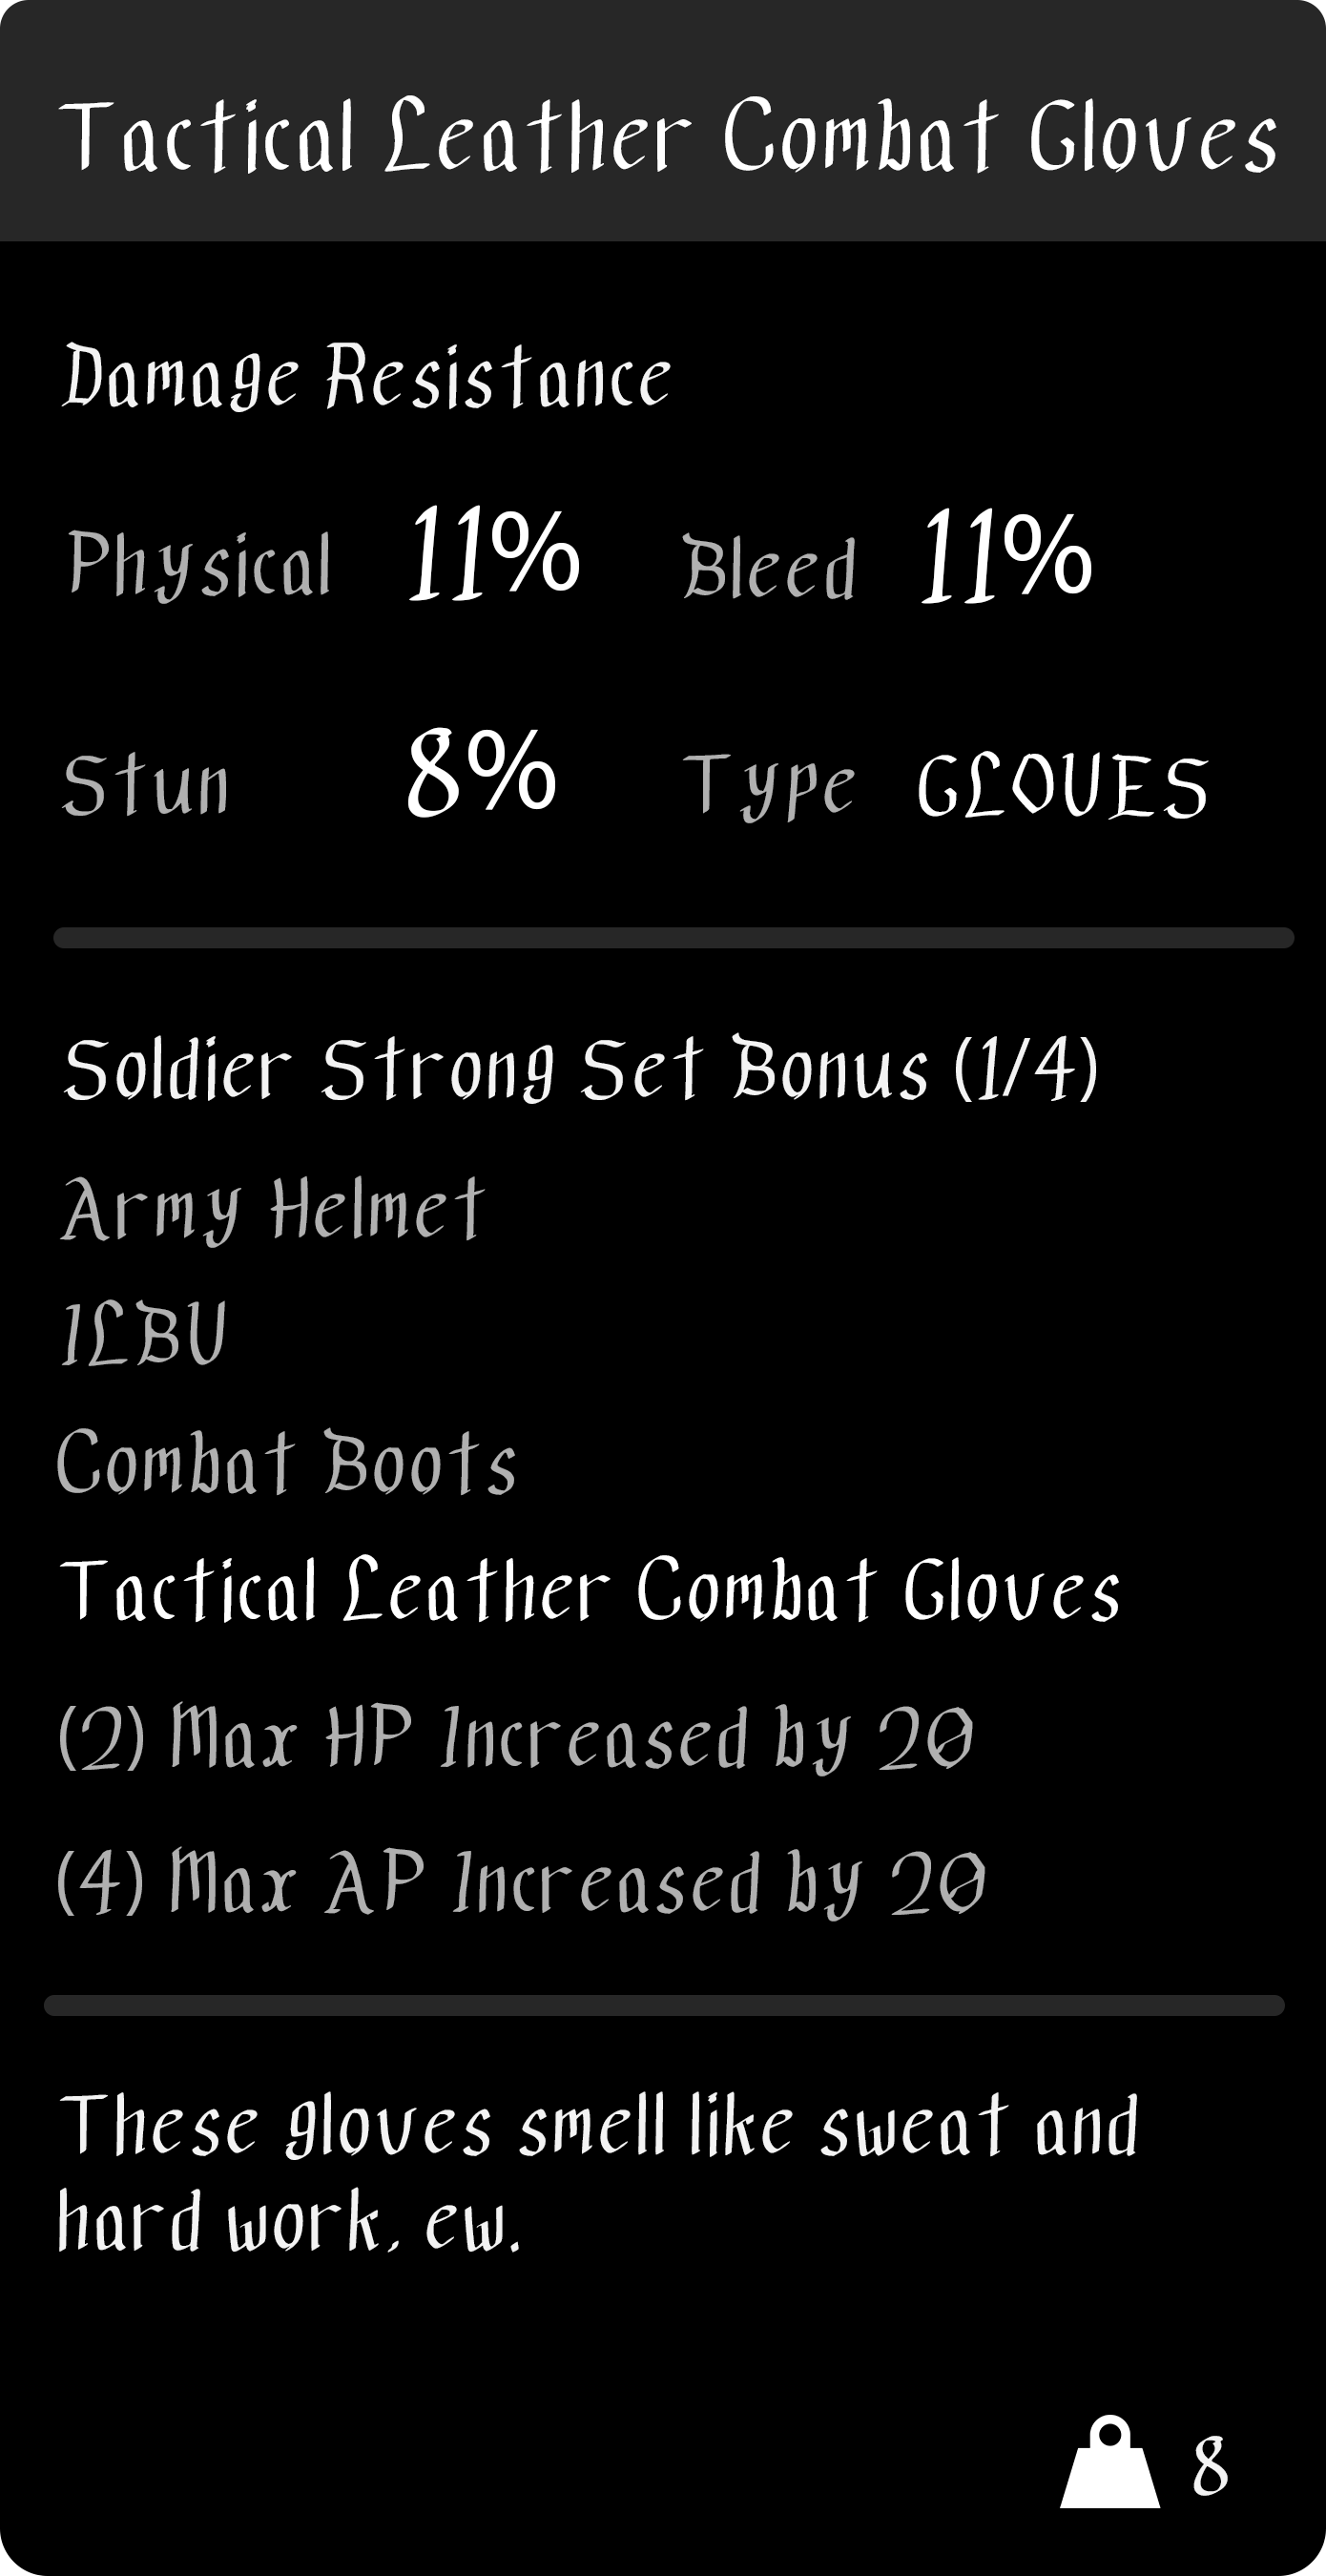 Tactical Leather Combat Gloves
Damage Resistance
Physical 11% Bleed 11%
Stun 8% Type GLOVES
Soldier Strong Set Bonus (1/4)
Army Helmet
ILBU
Combat Boots
Tactical Leather Combat Gloves
(2) Max HP Increased by 20
(4) Max AP Increased by 20
These gloves smell like sweat and
hard work, ew.
8